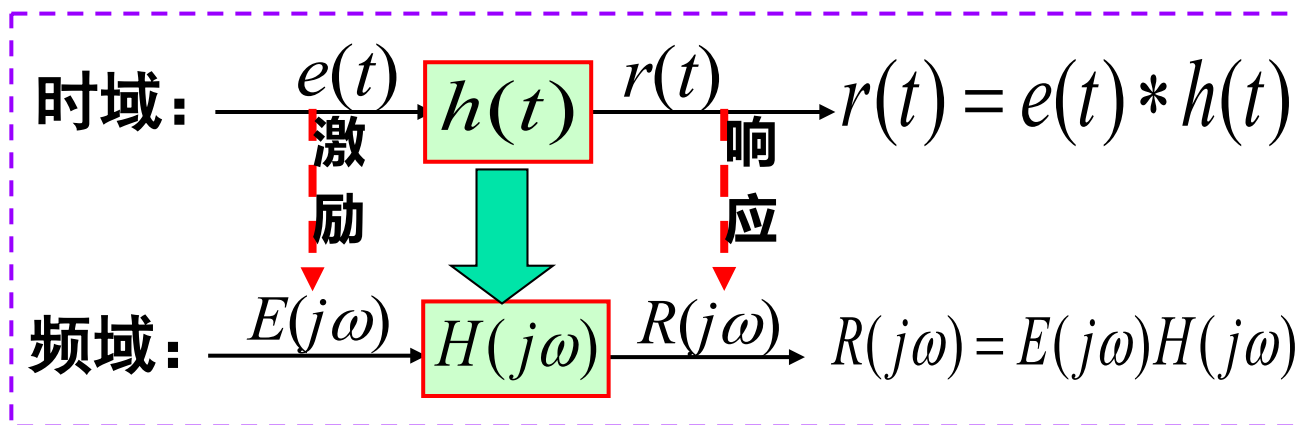 时域： e(t) h(t) r(t) r(t) = e(t) * h(t)
激励 响应
频域： E(jω) H(jω) R(jω) R(jω) = E(jω)H(jω)